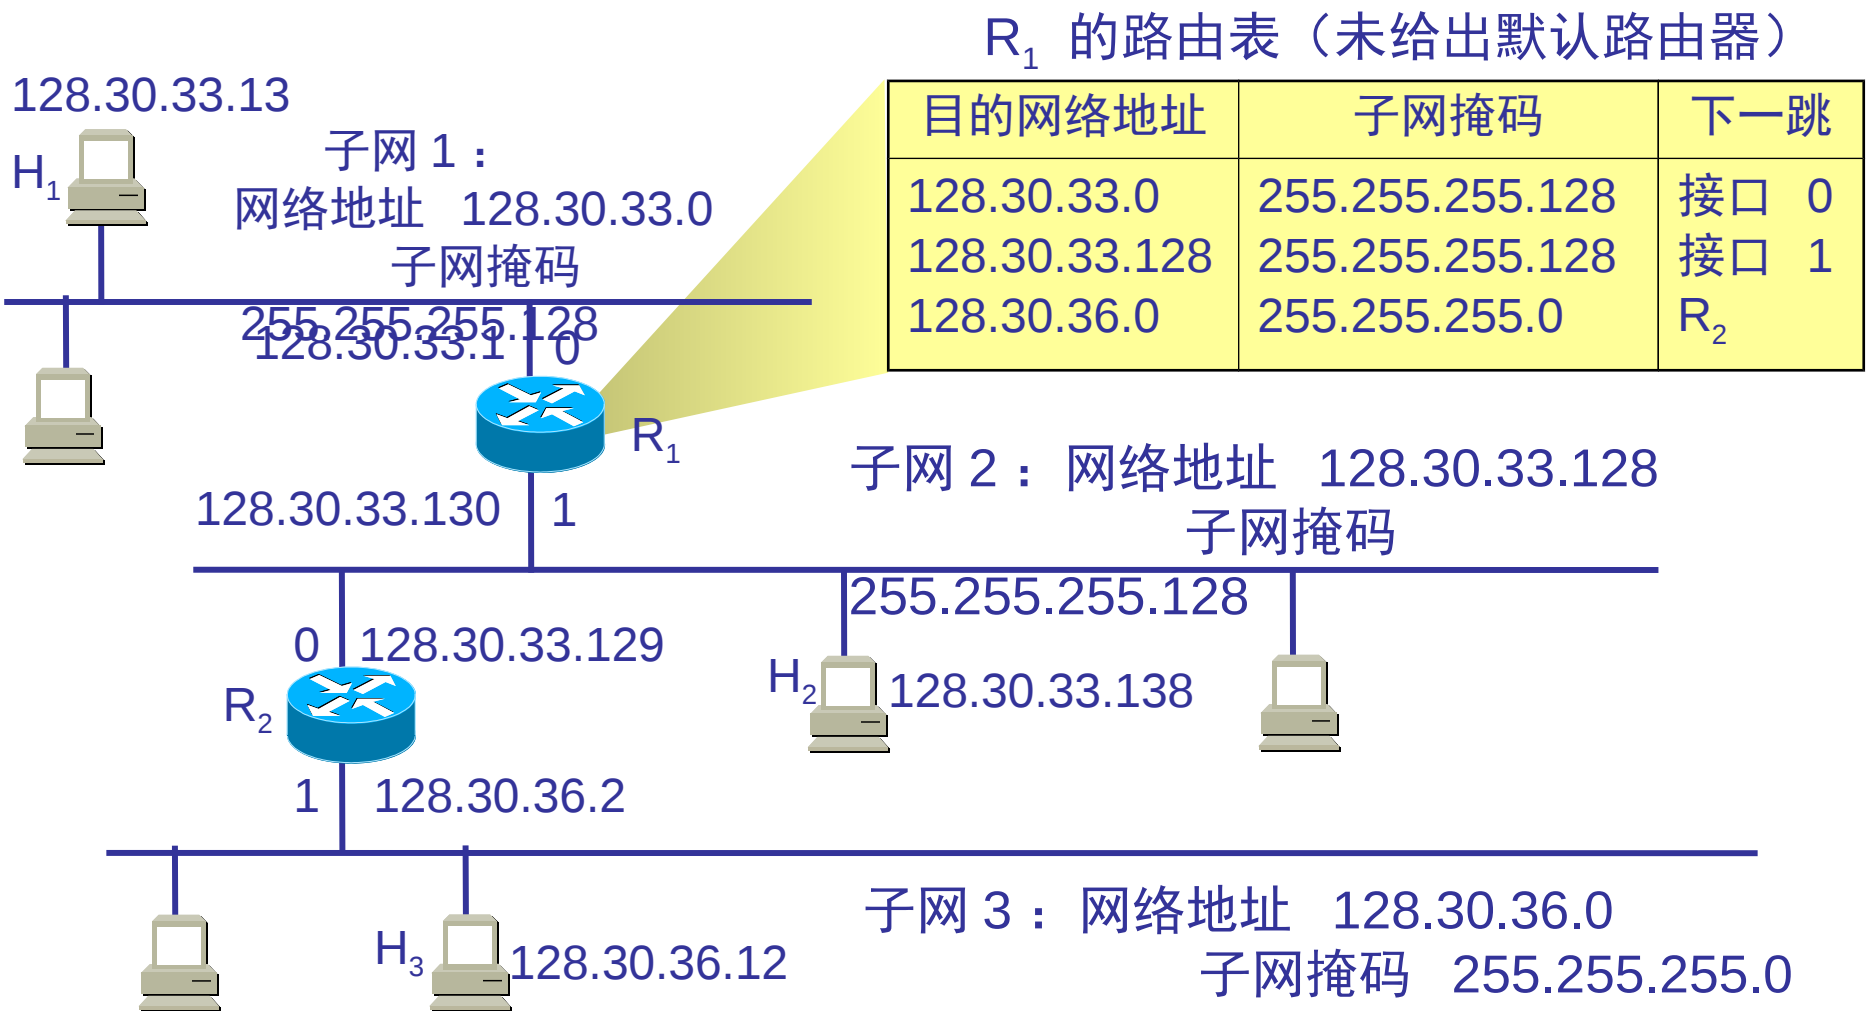 R1 的路由表（未给出默认路由器）
目的网络地址 子网掩码 下一跳
128.30.33.0 255.255.255.128 接口 0
128.30.33.128 255.255.255.128 接口 1
128.30.36.0 255.255.255.0 R2
128.30.33.13
H1
子网 1：
网络地址 128.30.33.0
子网掩码
255.255.255.128
128.30.33.1 0
R1
128.30.33.130 1
子网 2：网络地址 128.30.33.128
子网掩码
255.255.255.128
0 128.30.33.129
R2
H2 128.30.33.138
1 128.30.36.2
子网 3：网络地址 128.30.36.0
子网掩码 255.255.255.0
H3 128.30.36.12